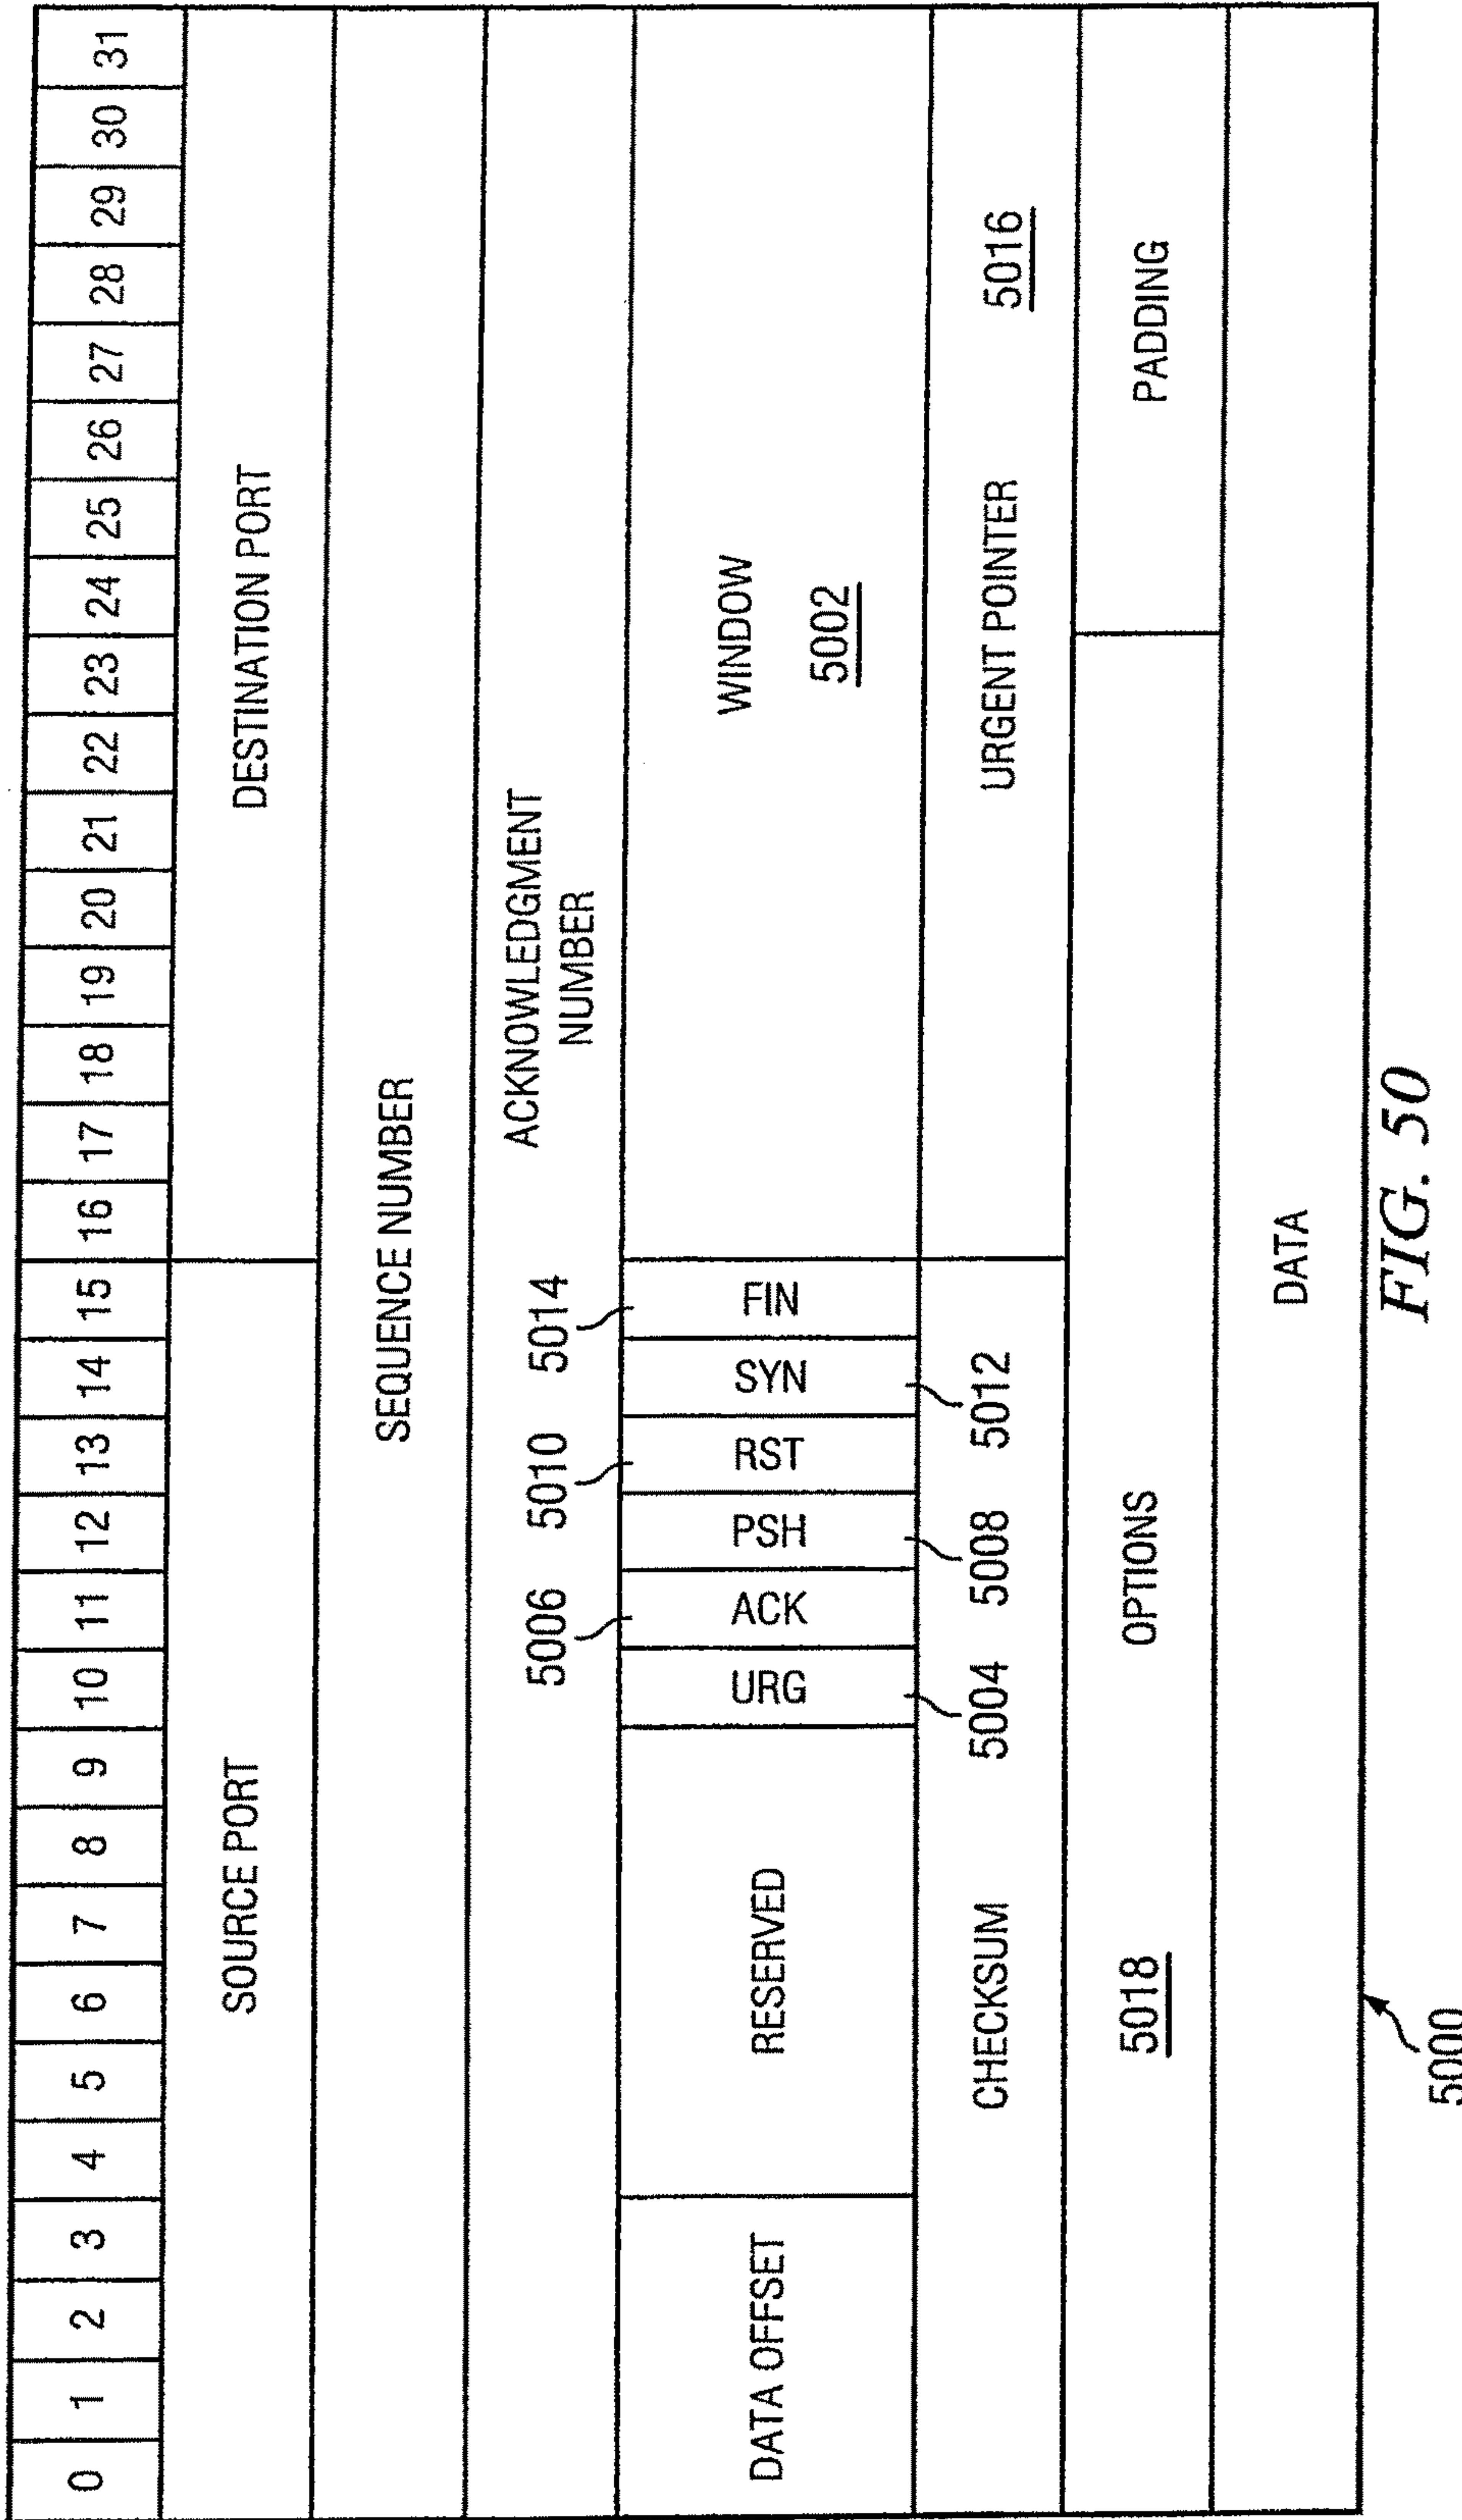 0 1 2 3 4 5 6 7 8 9 10 11 12 13 14 15 16 17 18 19 20 21 22 23 24 25 26 27 28 29 30 31
SOURCE PORT DESTINATION PORT
SEQUENCE NUMBER
ACKNOWLEDGMENT
NUMBER
5006 5010 5014
DATA OFFSET RESERVED URG ACK PSH RST SYN FIN WINDOW
5002
5004 5008 5012
CHECKSUM URGENT POINTER 5016
5018 OPTIONS PADDING
DATA
5000
FIG. 50